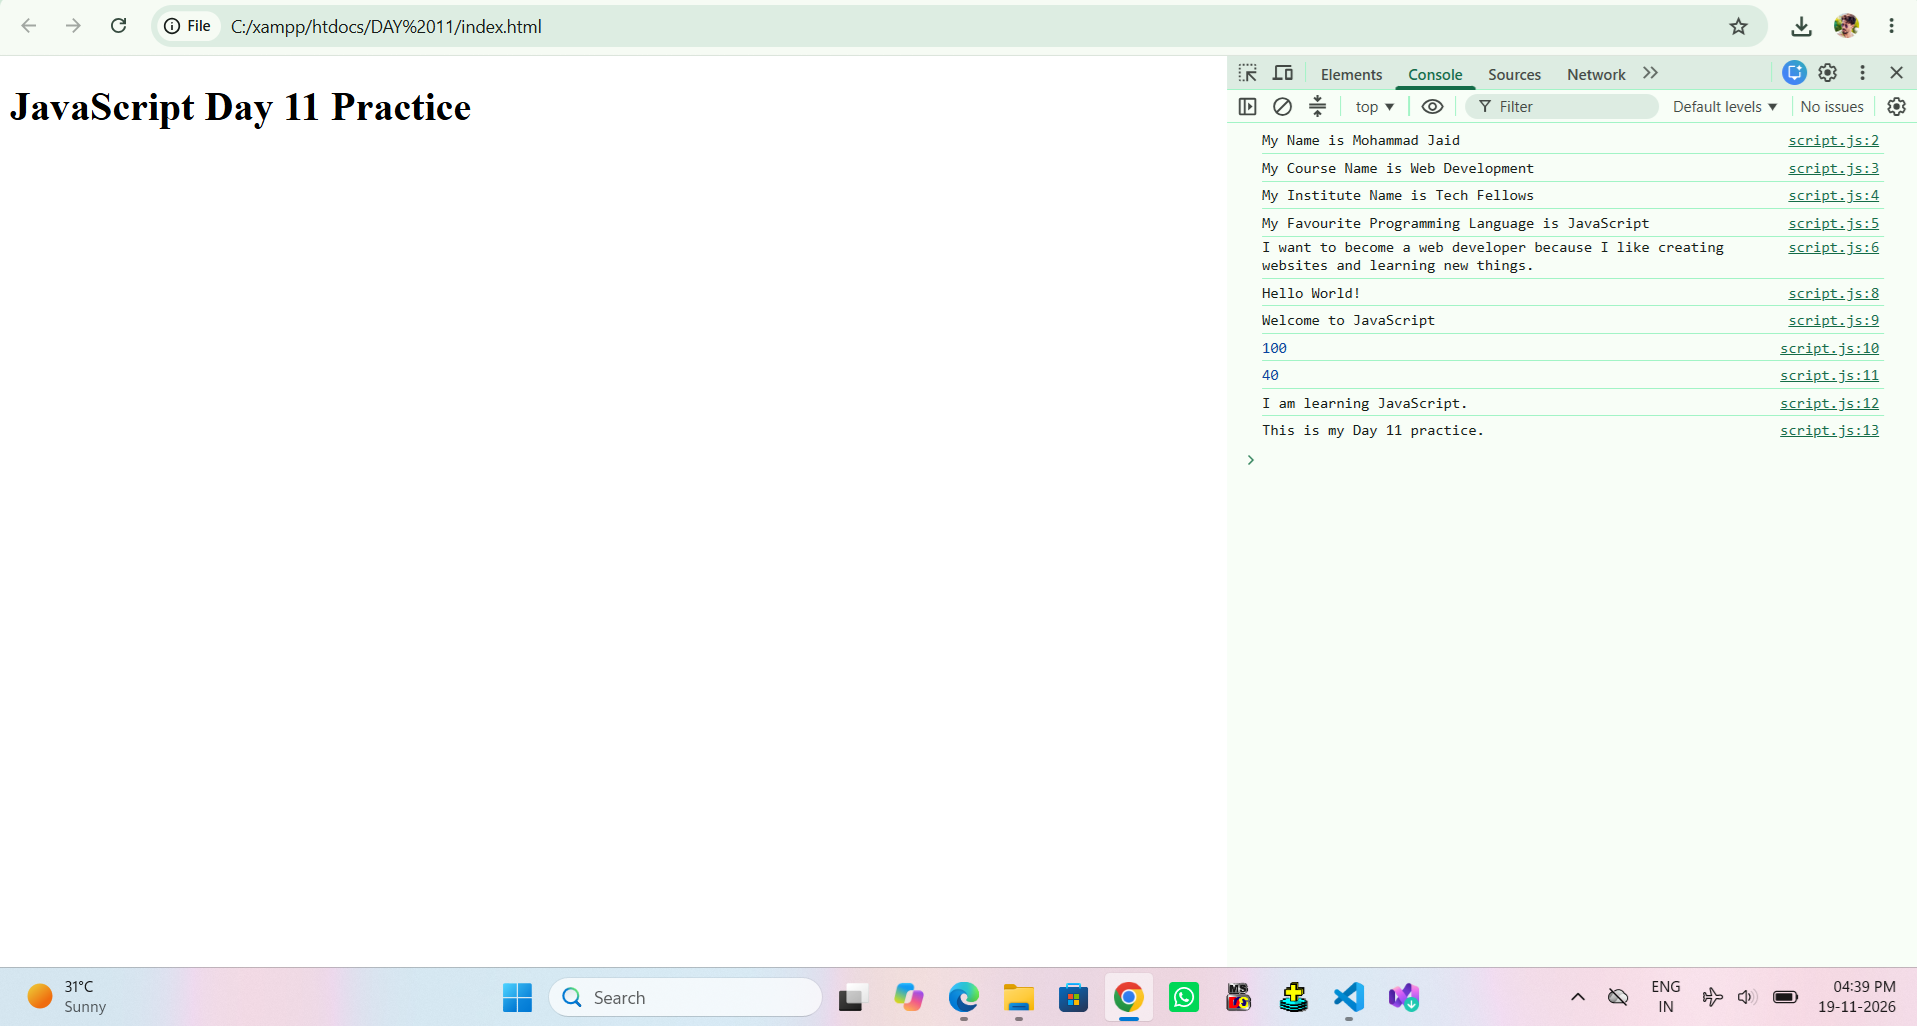 File C:/xampp/htdocs/DAY%2011/index.html
JavaScript Day 11 Practice
Elements Console Sources Network
top Filter Default levels No issues
My Name is Mohammad Jaid script.js:2
My Course Name is Web Development script.js:3
My Institute Name is Tech Fellows script.js:4
My Favourite Programming Language is JavaScript script.js:5
I want to become a web developer because I like creating script.js:6
websites and learning new things.
Hello World! script.js:8
Welcome to JavaScript script.js:9
100 script.js:10
40 script.js:11
I am learning JavaScript. script.js:12
This is my Day 11 practice. script.js:13
31°C
Sunny
Search
MS
ENG
IN
04:39 PM
19-11-2026